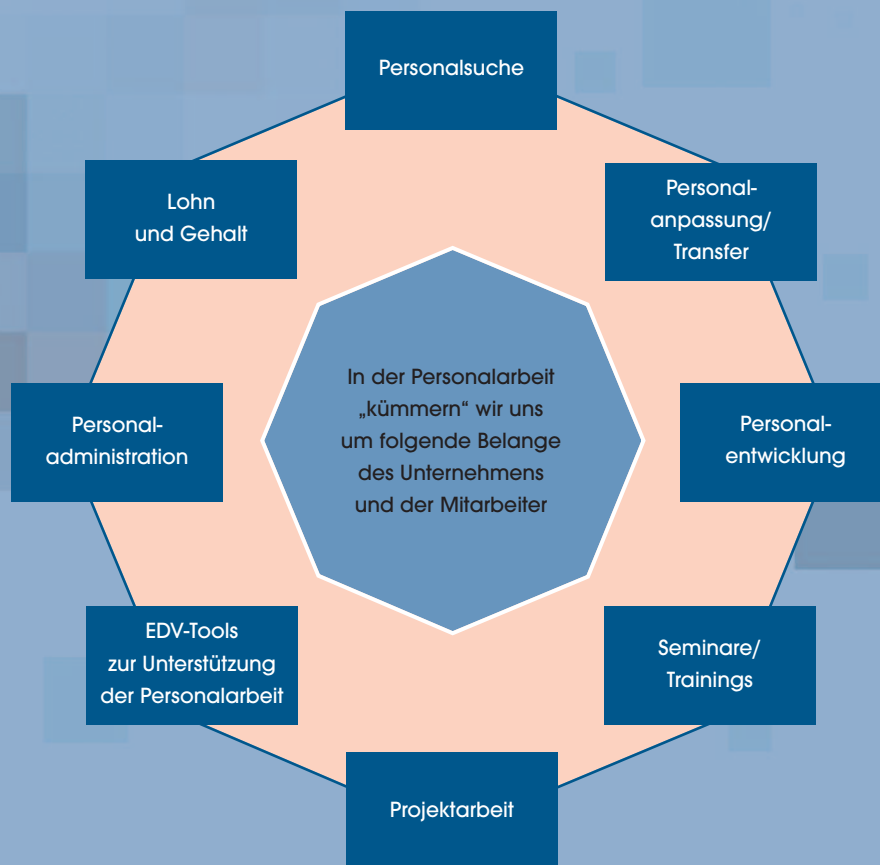 Personalsuche
Personal-
anpassung/
Transfer
Personal-
entwicklung
Seminare/
Trainings
Projektarbeit
EDV-Tools
zur Unterstützung
der Personalarbeit
Personal-
administration
Lohn
und Gehalt
In der Personalarbeit
„kümmern“ wir uns
um folgende Belange
des Unternehmens
und der Mitarbeiter